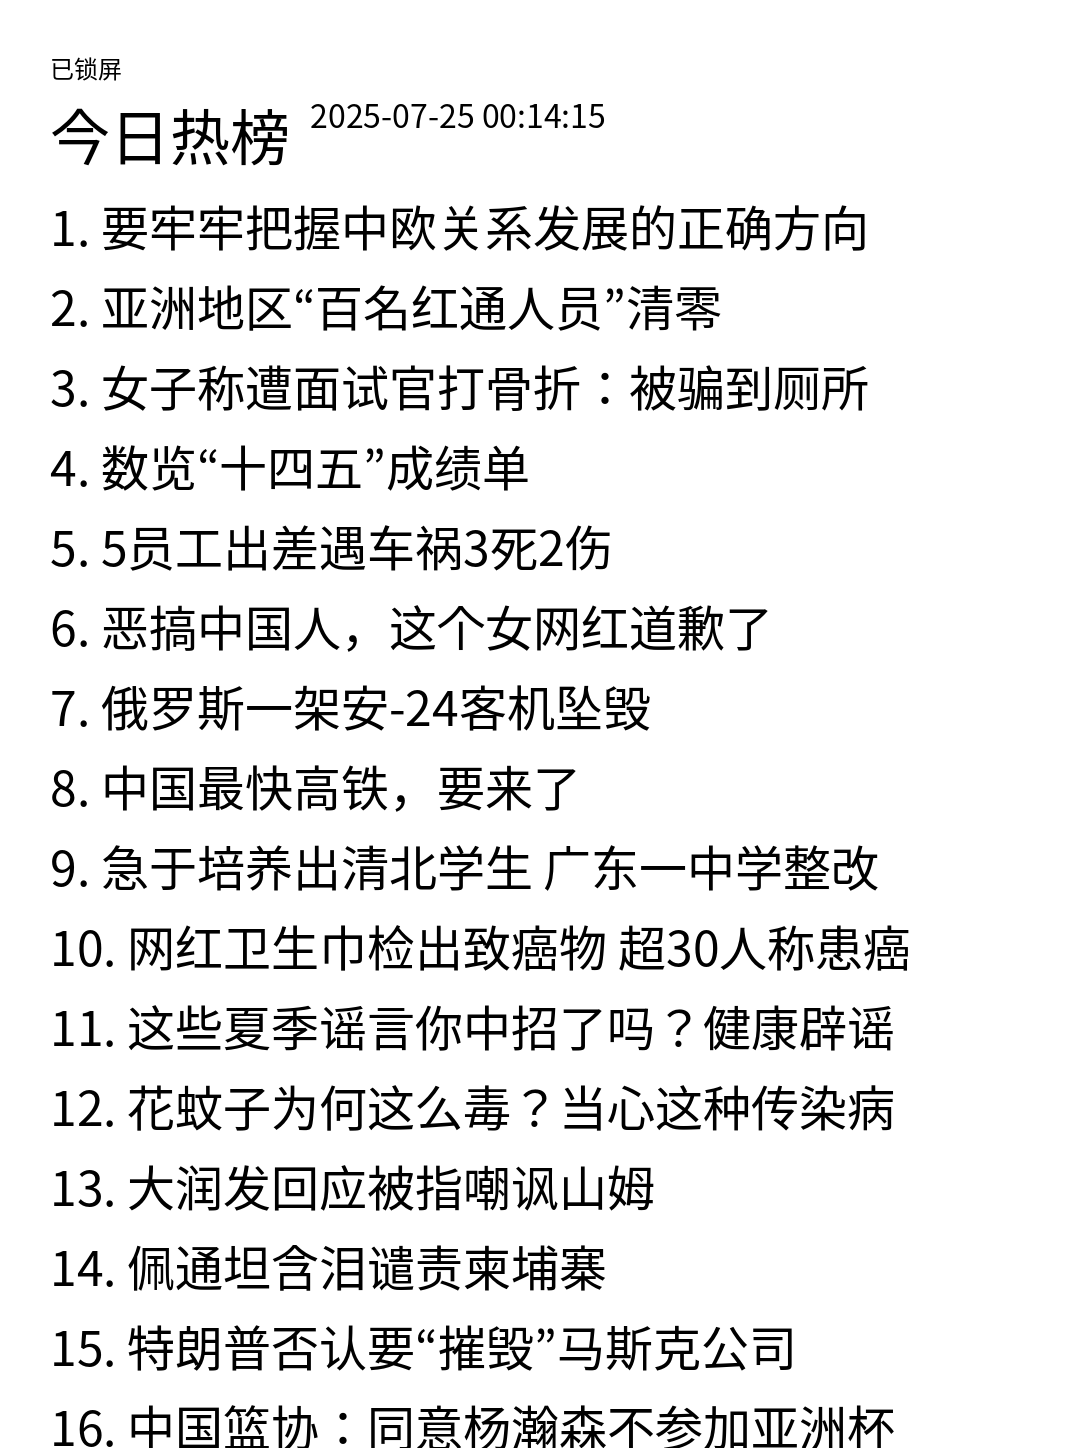 已锁屏
今日热榜 2025-07-25 00:14:15
1. 要牢牢把握中欧关系发展的正确方向
2. 亚洲地区“百名红通人员”清零
3. 女子称遭面试官打骨折：被骗到厕所
4. 数览“十四五”成绩单
5. 5员工出差遇车祸3死2伤
6. 恶搞中国人，这个女网红道歉了
7. 俄罗斯一架安-24客机坠毁
8. 中国最快高铁，要来了
9. 急于培养出清北学生 广东一中学整改
10. 网红卫生巾检出致癌物 超30人称患癌
11. 这些夏季谣言你中招了吗？健康辟谣
12. 花蚊子为何这么毒？当心这种传染病
13. 大润发回应被指嘲讽山姆
14. 佩通坦含泪谴责柬埔寨
15. 特朗普否认要“摧毁”马斯克公司
16. 中国篮协：同意杨瀚森不参加亚洲杯